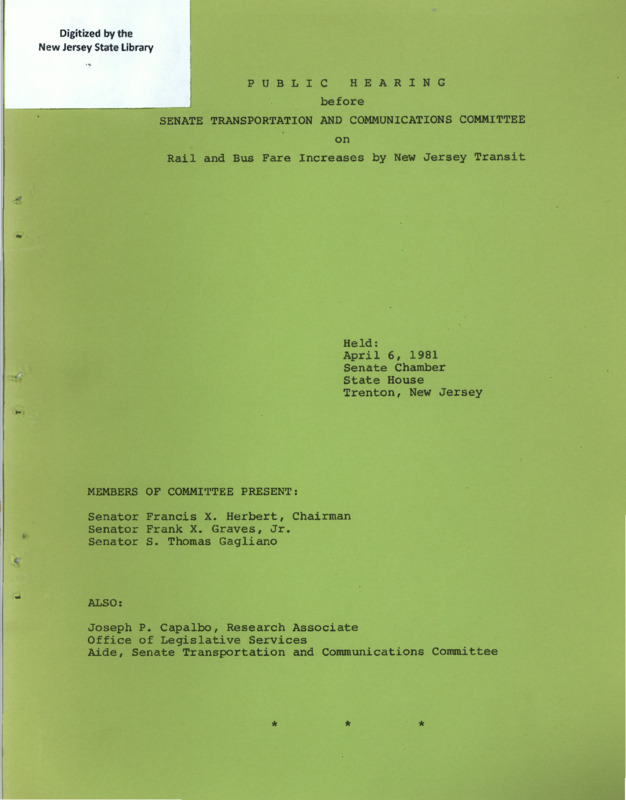 Digitized by the
New Jersey State Library
PUBLIC HEARING
before
SENATE TRANSPORTATION AND COMMUNICATIONS COMMITTEE
on
Rail and Bus Fare Increases by New Jersey Transit
Held:
April 6, 1981
Senate Chamber
State House
Trenton, New Jersey
MEMBERS OF COMMITTEE PRESENT:
Senator Francis X. Herbert, Chairman
Senator Frank X. Graves, Jr.
Senator S. Thomas Gagliano
ALSO:
Joseph P. Capalbo, Research Associate
Office of Legislative Services
Aide, Senate Transportation and Communications Committee
* * *